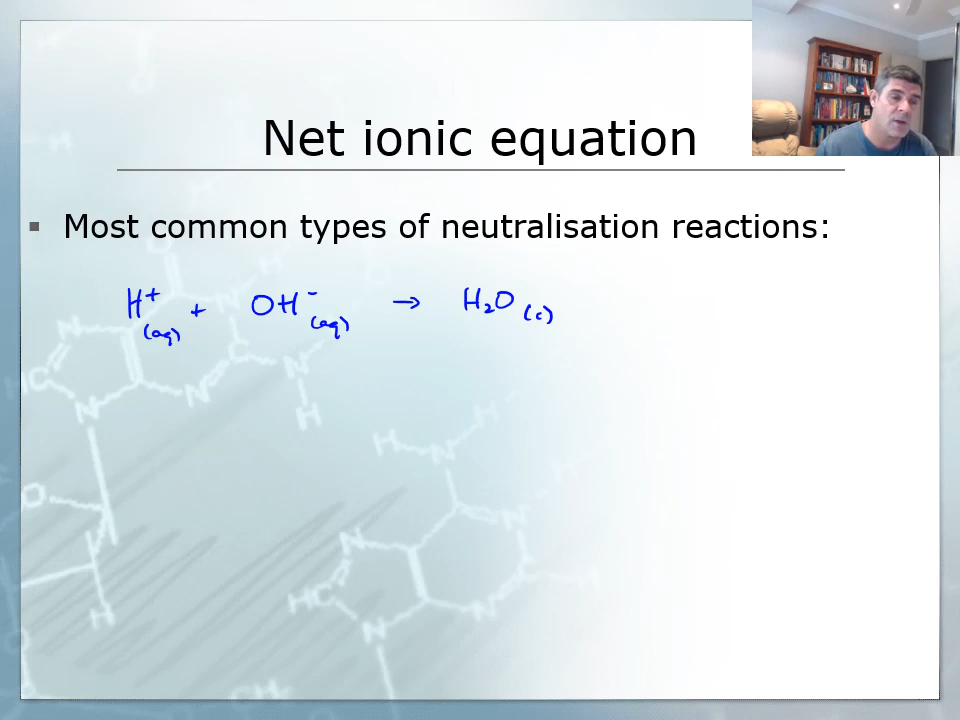 Net ionic equation
▪ Most common types of neutralisation reactions:
H⁺(aq) + OH⁻(aq) → H₂O(l)